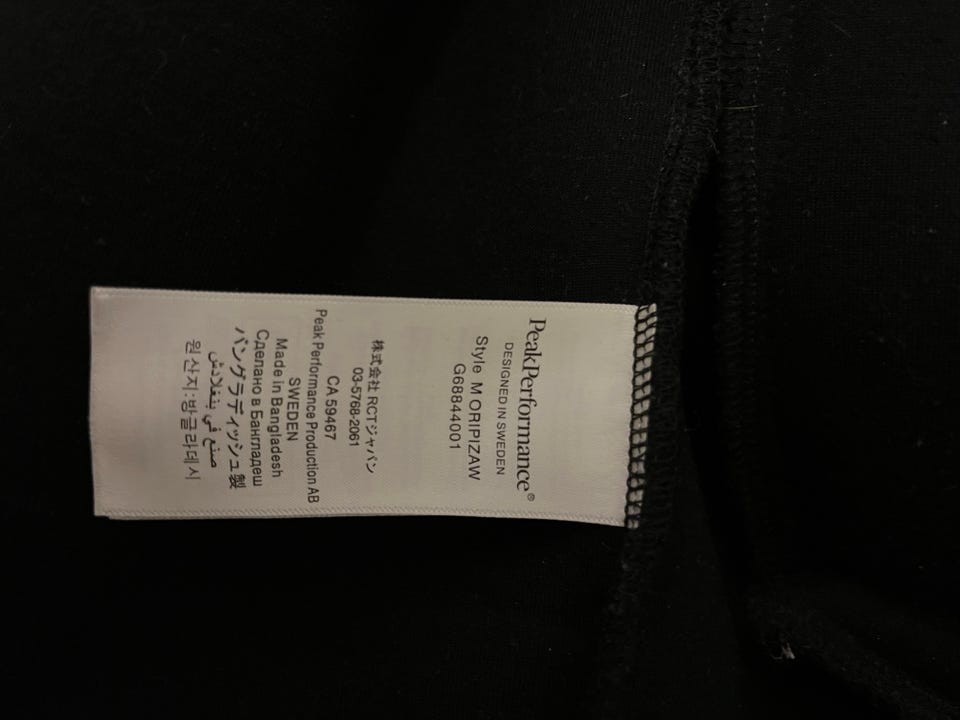 PeakPerformance®
DESIGNED IN SWEDEN
Style M ORIPIZAW
G68844001
株式会社 RCTジャパン
03-5768-2061
CA 59467
Peak Performance Production AB
SWEDEN
Made in Bangladesh
Сделано в Бангладеш
バングラディッシュ製
صنع في بنغلادش
원산지:방글라데시